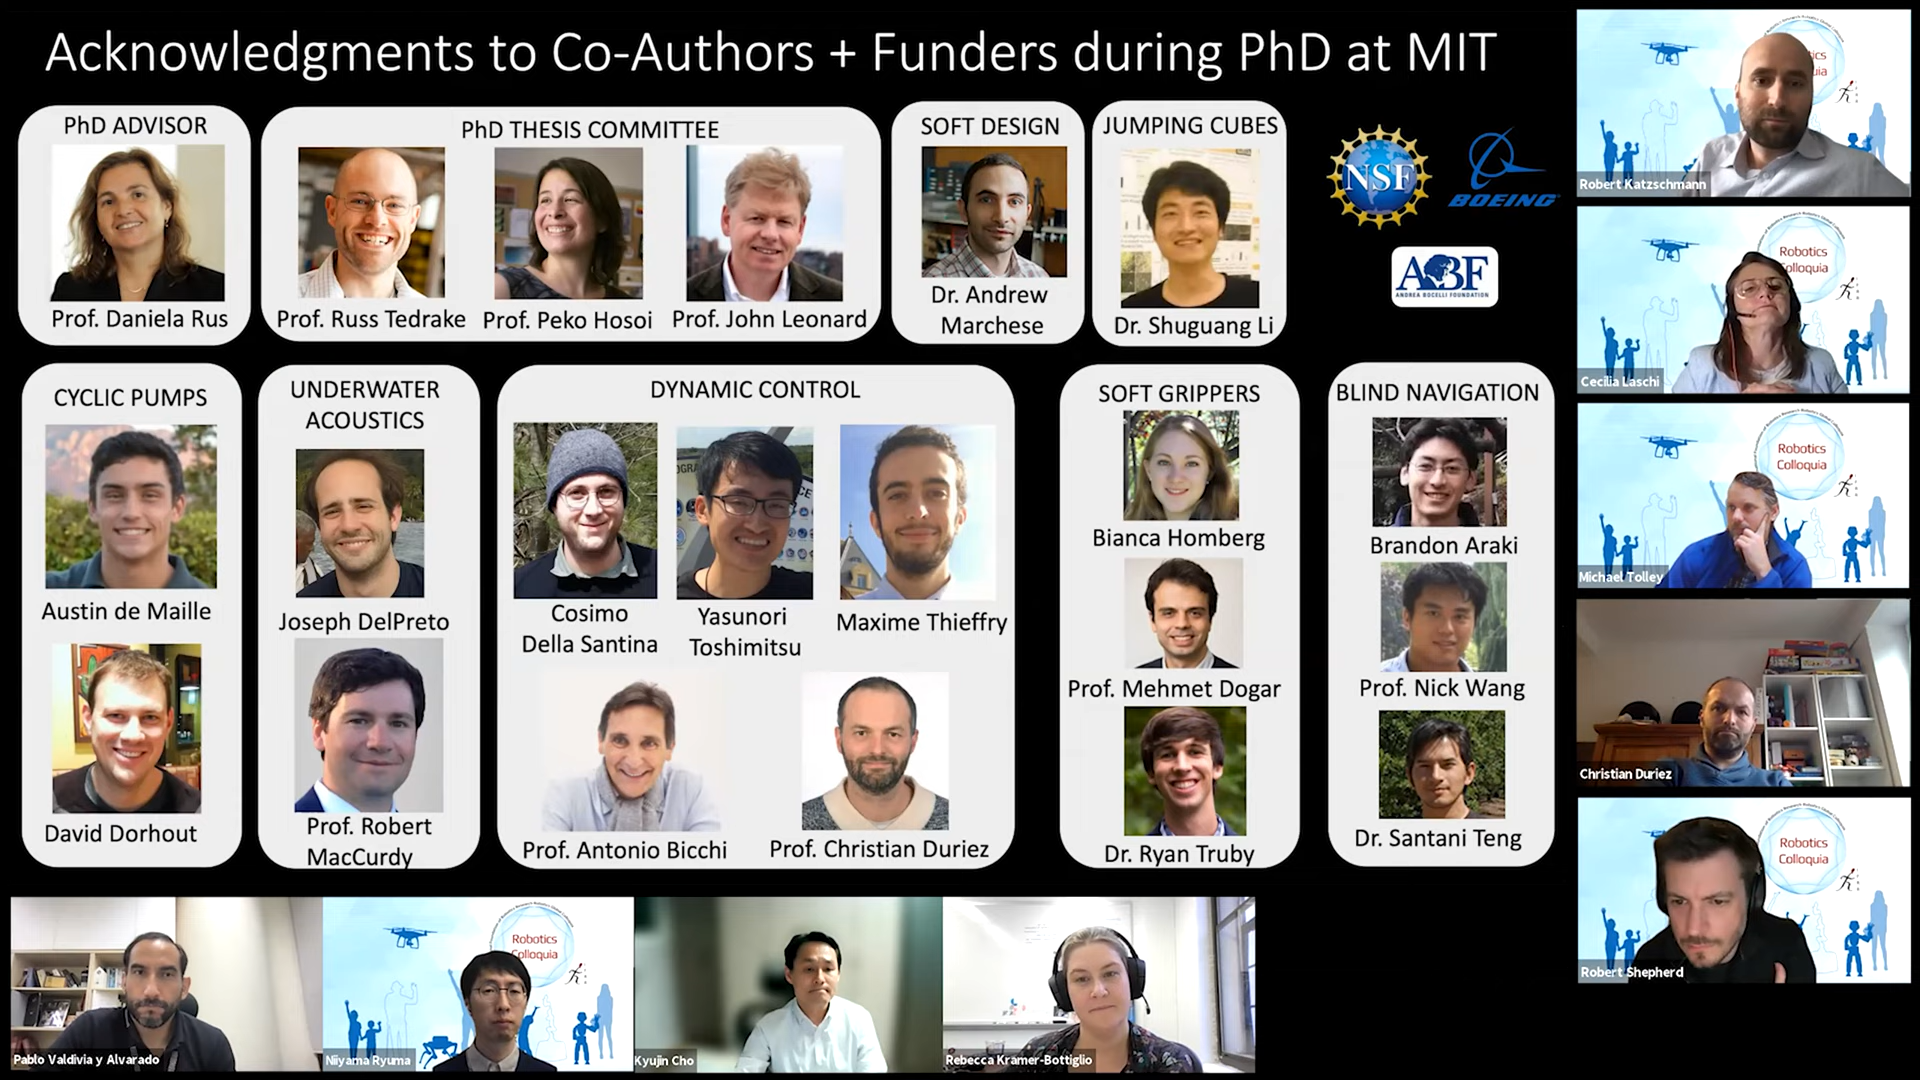 Acknowledgments to Co-Authors + Funders during PhD at MIT
PhD ADVISOR
Prof. Daniela Rus
PhD THESIS COMMITTEE
Prof. Russ Tedrake
Prof. Peko Hosoi
Prof. John Leonard
SOFT DESIGN
Dr. Andrew
Marchese
JUMPING CUBES
Dr. Shuguang Li
NSF
BOEING
ABF
ANDREA BOCELLI FOUNDATION
CYCLIC PUMPS
Austin de Maille
David Dorhout
UNDERWATER
ACOUSTICS
Joseph DelPreto
Prof. Robert
MacCurdy
DYNAMIC CONTROL
Cosimo
Della Santina
Yasunori
Toshimitsu
Maxime Thieffry
Prof. Antonio Bicchi
Prof. Christian Duriez
SOFT GRIPPERS
Bianca Homberg
Prof. Mehmet Dogar
Dr. Ryan Truby
BLIND NAVIGATION
Brandon Araki
Prof. Nick Wang
Dr. Santani Teng
Robert Katzschmann
Robotics
Cecilia Laschi
Robotics
Colloquia
Michael Tolley
Christian Duriez
Robotics
Colloquia
Robert Shepherd
Pablo Valdivia y Alvarado
Robotics
Colloquia
Niiyama Ryuma
Kyujin Cho
Rebecca Kramer-Bottiglio